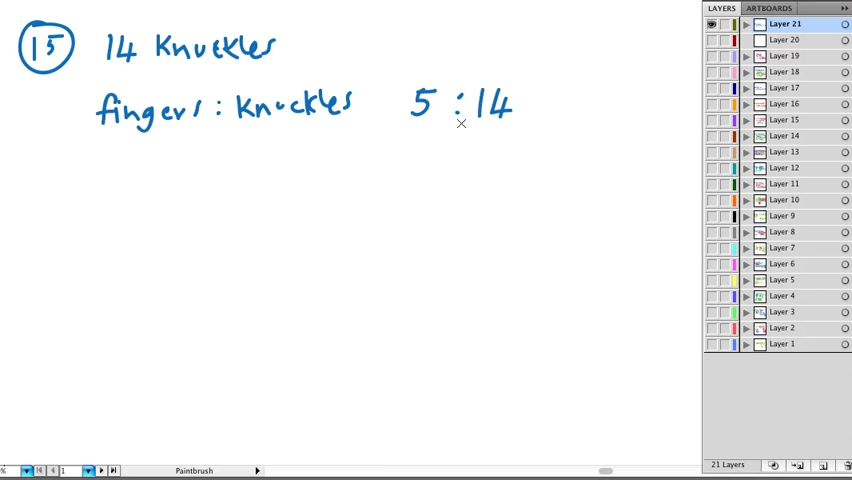 LAYERS ARTBOARDS
15 14 Knuckles
fingers : Knuckles 5 : 14
Layer 21
Layer 20
Layer 19
Layer 18
Layer 17
Layer 16
Layer 15
Layer 14
Layer 13
Layer 12
Layer 11
Layer 10
Layer 9
Layer 8
Layer 7
Layer 6
Layer 5
Layer 4
Layer 3
Layer 2
Layer 1
% 1 Paintbrush 21 Layers